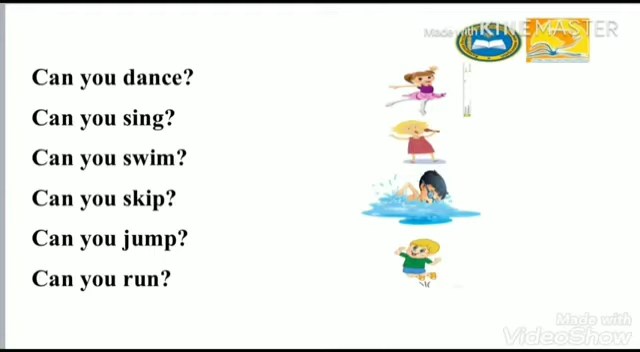 Made with KINEMASTER
Can you dance?
Can you sing?
Can you swim?
Can you skip?
Can you jump?
Can you run?
Made with
VideoShow